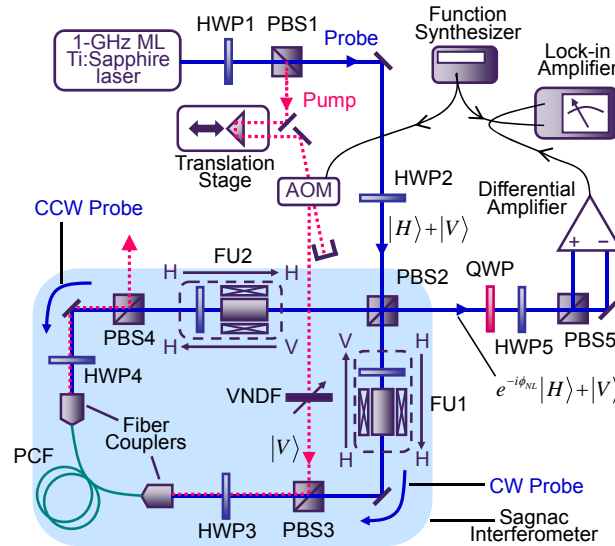 1-GHz ML
Ti:Sapphire
laser
HWP1
PBS1
Probe
Function
Synthesizer
Lock-in
Amplifier
Pump
Translation
Stage
AOM
HWP2
|H⟩+|V⟩
Differential
Amplifier
+ −
CCW Probe
H H
FU2
H V
PBS2
QWP
HWP5
PBS5
PBS4
e^{-iϕ_{NL}}|H⟩+|V⟩
HWP4
V H
FU1
H H
VNDF
Fiber
Couplers
|V⟩
PCF
HWP3
PBS3
CW Probe
Sagnac
Interferometer